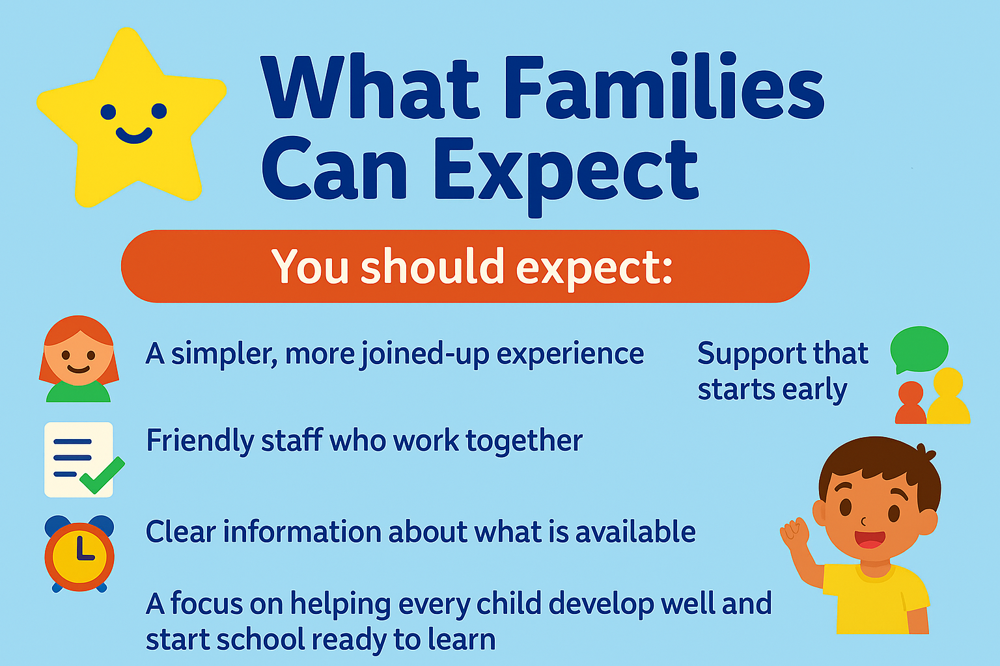 What Families
Can Expect
You should expect:
A simpler, more joined-up experience
Support that
starts early
Friendly staff who work together
Clear information about what is available
A focus on helping every child develop well and
start school ready to learn